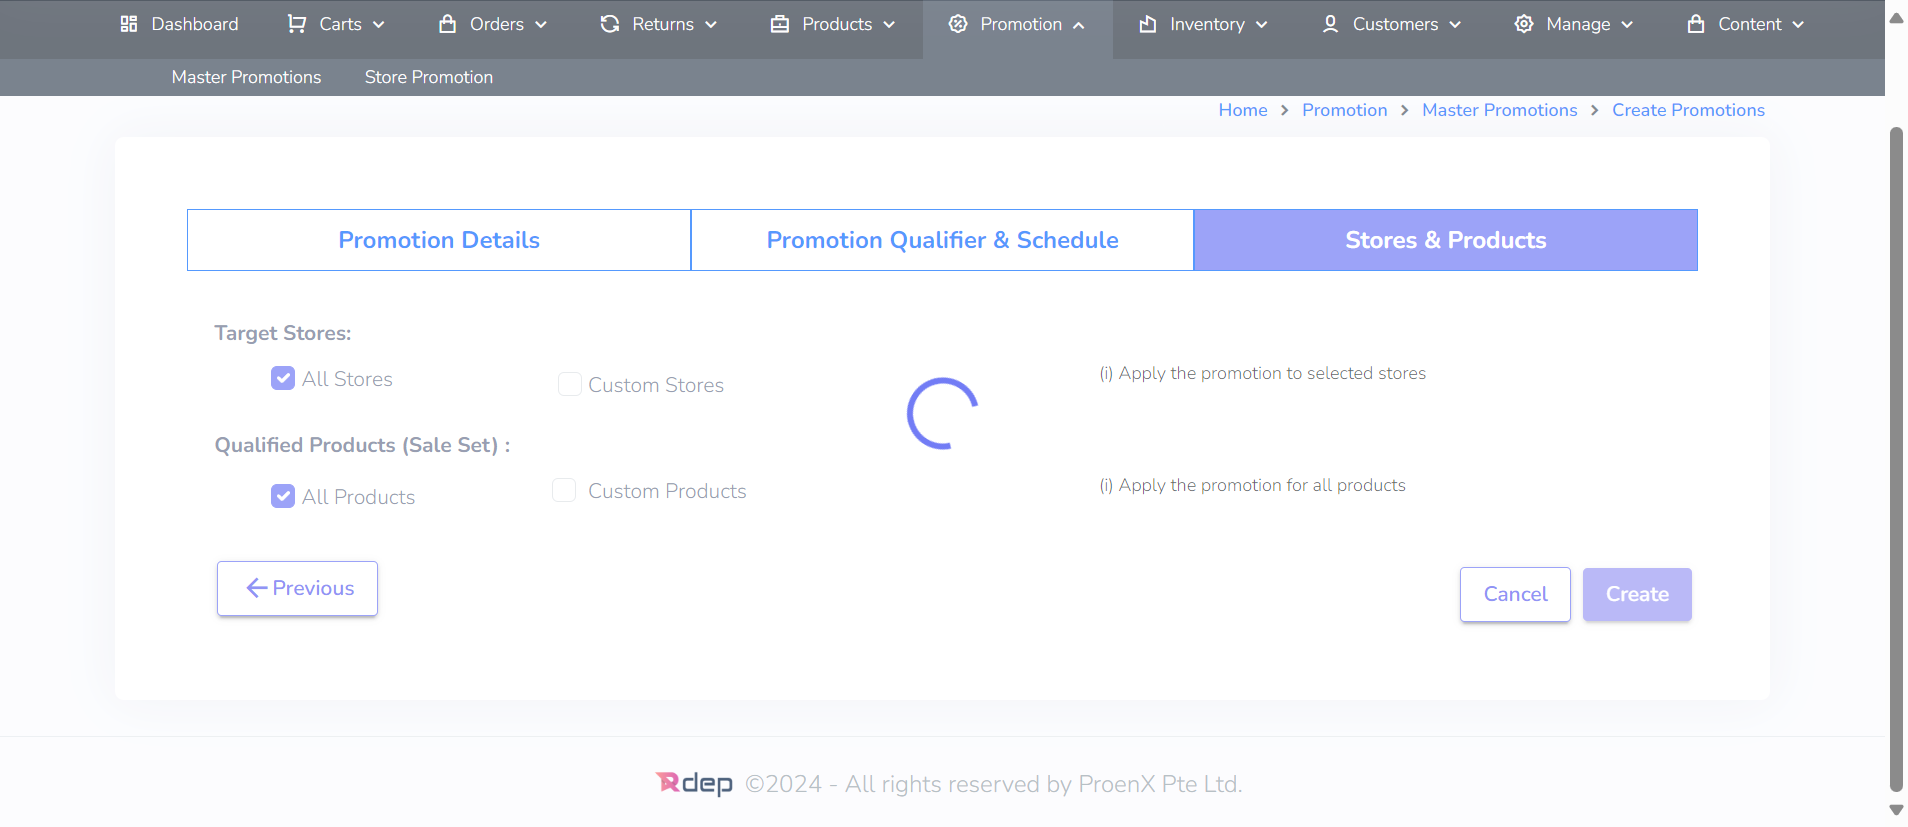 Dashboard Carts Orders Returns Products Promotion Inventory Customers Manage Content
Master Promotions Store Promotion
Home > Promotion > Master Promotions > Create Promotions
Promotion Details Promotion Qualifier & Schedule Stores & Products
Target Stores:
All Stores Custom Stores (i) Apply the promotion to selected stores
Qualified Products (Sale Set) :
All Products Custom Products (i) Apply the promotion for all products
Previous Cancel Create
Rdep ©2024 - All rights reserved by ProenX Pte Ltd.